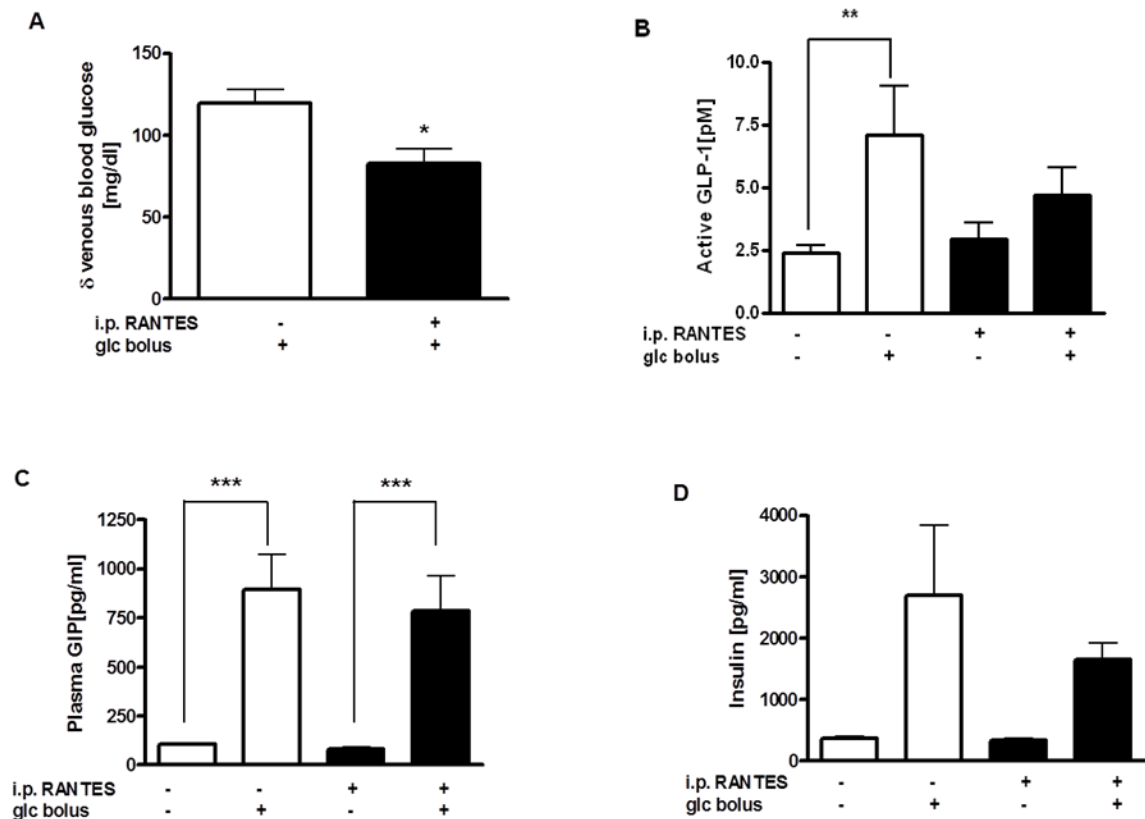 A
δ venous blood glucose
[mg/dl]
150
100
50
0
*
i.p. RANTES - +
glc bolus + +
B
Active GLP-1[pM]
10.0
7.5
5.0
2.5
0.0
**
i.p. RANTES - - + +
glc bolus - + - +
C
Plasma GIP[pg/ml]
1250
1000
750
500
250
0
*** ***
i.p. RANTES - - + +
glc bolus - + - +
D
Insulin [pg/ml]
4000
3000
2000
1000
0
i.p. RANTES - - + +
glc bolus - + - +